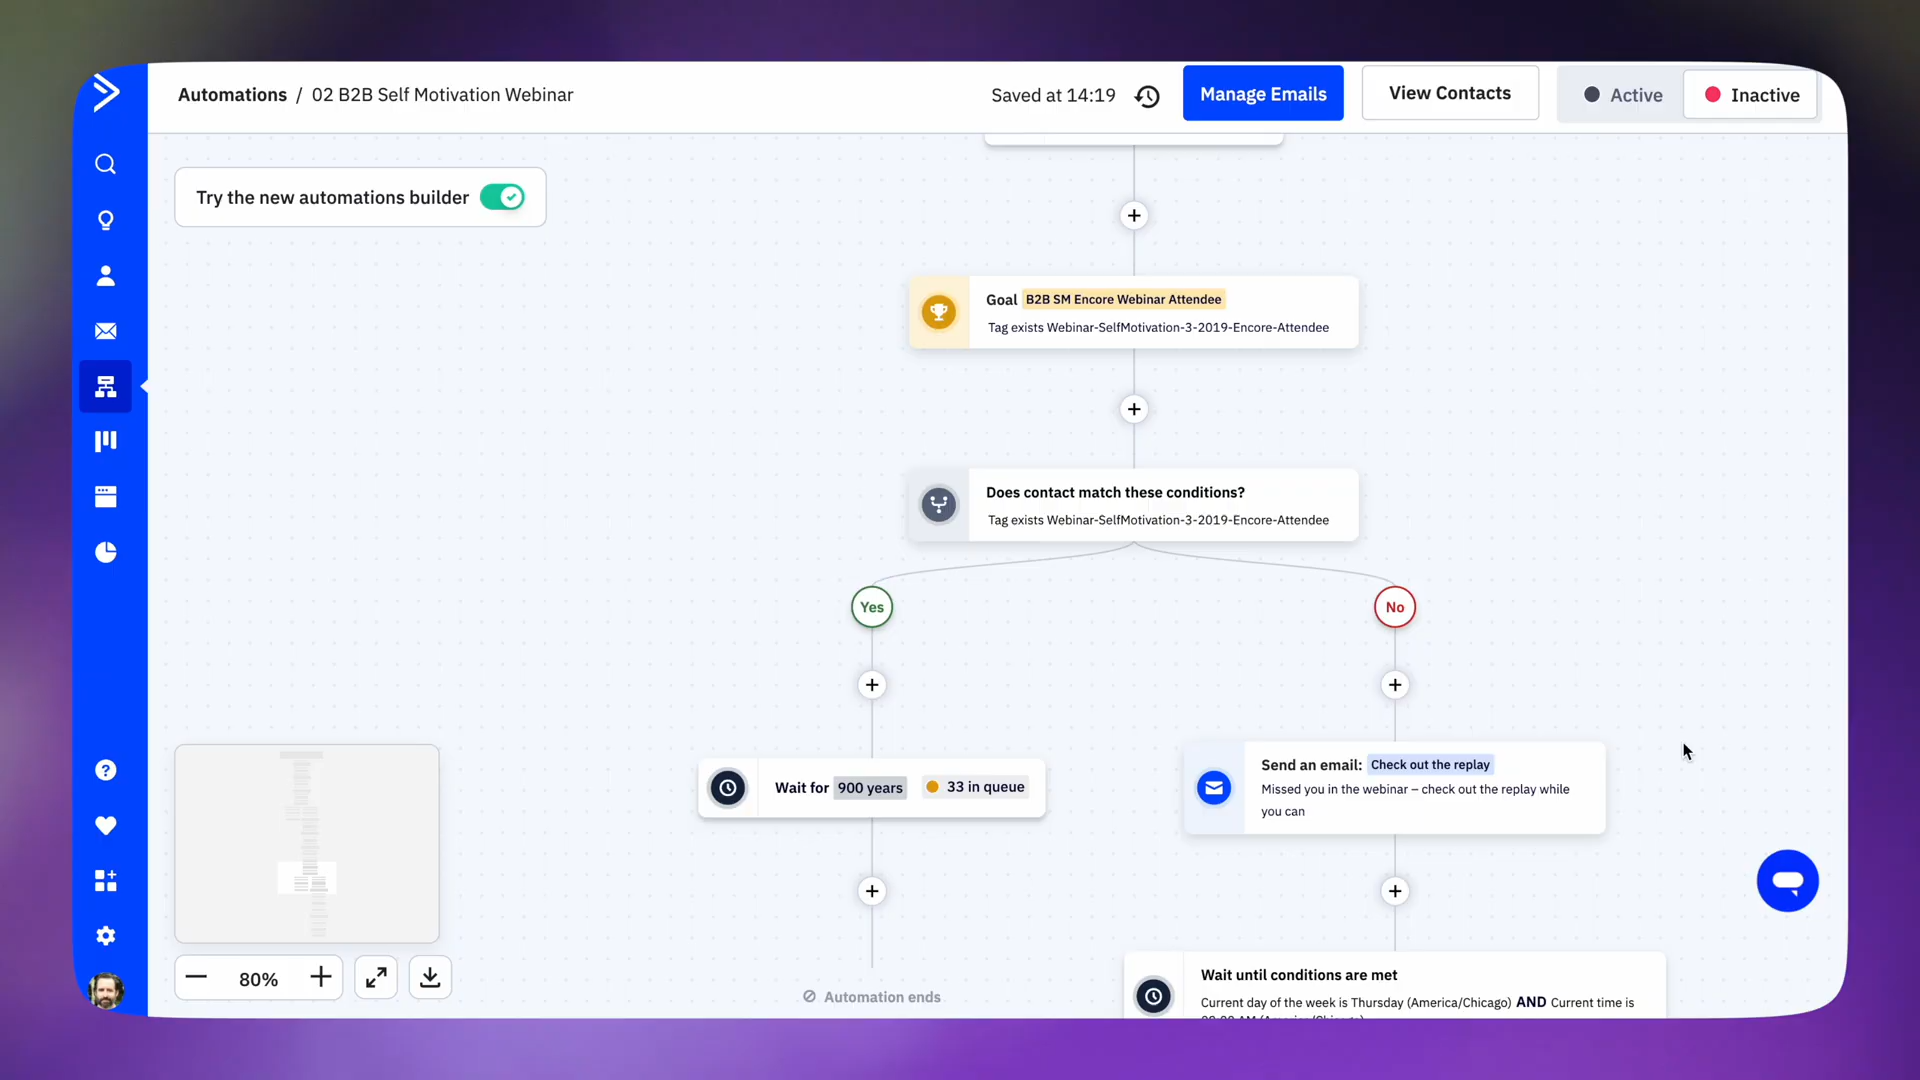 Automations / 02 B2B Self Motivation Webinar
Saved at 14:19
Manage Emails
View Contacts
Active
Inactive
Try the new automations builder
Goal B2B SM Encore Webinar Attendee
Tag exists Webinar-SelfMotivation-3-2019-Encore-Attendee
Does contact match these conditions?
Tag exists Webinar-SelfMotivation-3-2019-Encore-Attendee
Yes
No
Wait for 900 years 33 in queue
Send an email: Check out the replay
Missed you in the webinar – check out the replay while
you can
Automation ends
Wait until conditions are met
Current day of the week is Thursday (America/Chicago) AND Current time is
80%